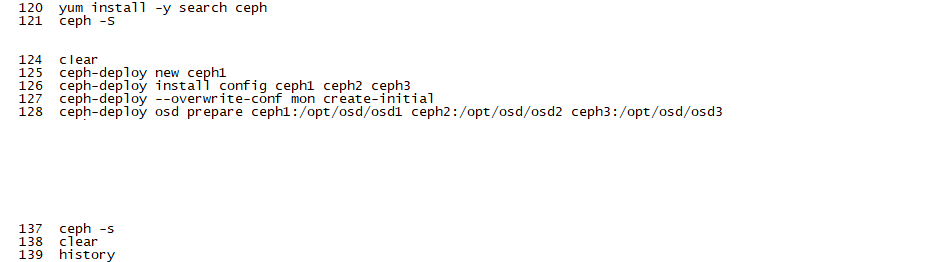 120 yum install -y search ceph
121 ceph -S
124 clear
125 ceph-deploy new ceph1
126 ceph-deploy install config ceph1 ceph2 ceph3
127 ceph-deploy --overwrite-conf mon create-initial
128 ceph-deploy osd prepare ceph1:/opt/osd/osd1 ceph2:/opt/osd/osd2 ceph3:/opt/osd/osd3
137 ceph -s
138 clear
139 history